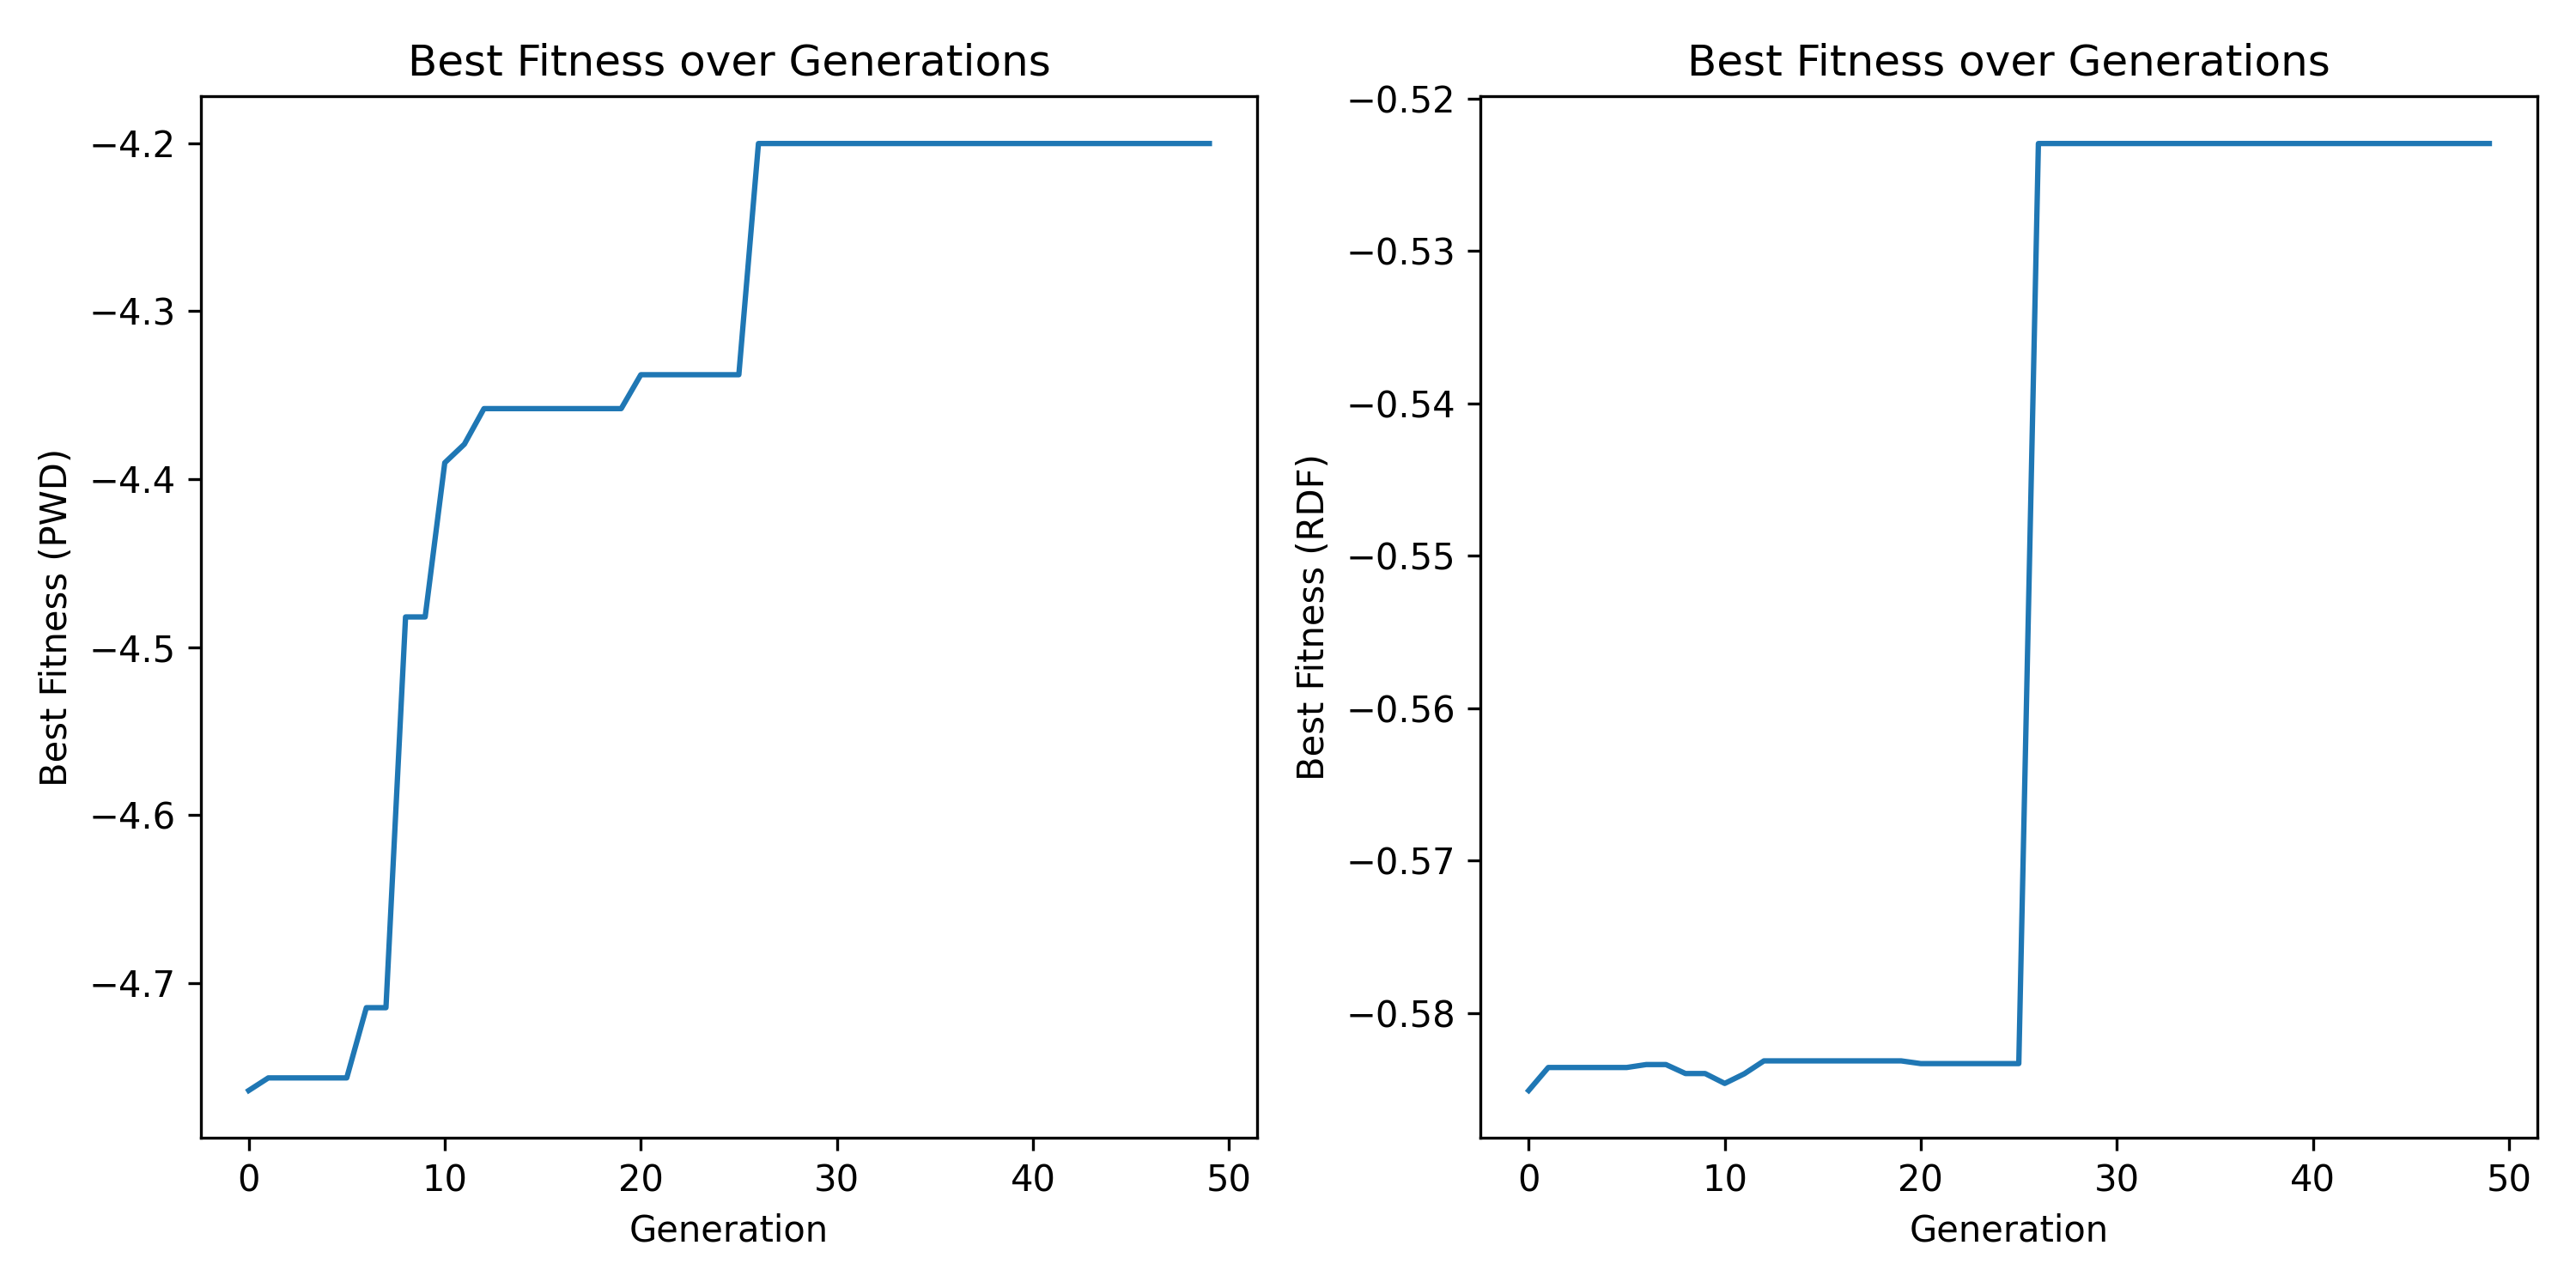 Best Fitness over Generations
Best Fitness (PWD)
−4.2
−4.3
−4.4
−4.5
−4.6
−4.7
0 10 20 30 40 50
Generation
Best Fitness over Generations
Best Fitness (RDF)
−0.52
−0.53
−0.54
−0.55
−0.56
−0.57
−0.58
0 10 20 30 40 50
Generation